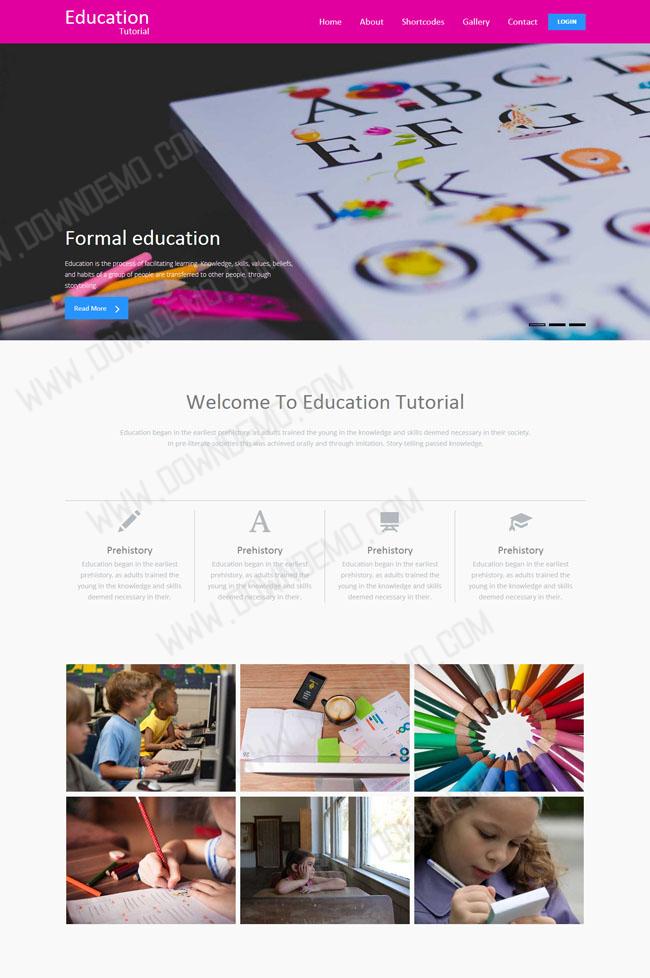 Education
Tutorial
Home About Shortcodes Gallery Contact LOGIN
A B C
E F G
J K L
O P
T
Formal education
Education is the process of facilitating learning. Knowledge, skills, values, beliefs,
and habits of a group of people are transferred to other people, through
storytelling
Read More
Welcome To Education Tutorial
Education began in the earliest prehistory, as adults trained the young in the knowledge and skills deemed necessary in their society.
In pre-literate societies this was achieved orally and through imitation. Story-telling passed knowledge,
Prehistory
Education began in the earliest
prehistory, as adults trained the
young in the knowledge and skills
deemed necessary in their.
Prehistory
Education began in the earliest
prehistory, as adults trained the
young in the knowledge and skills
deemed necessary in their.
Prehistory
Education began in the earliest
prehistory, as adults trained the
young in the knowledge and skills
deemed necessary in their.
Prehistory
Education began in the earliest
prehistory, as adults trained the
young in the knowledge and skills
deemed necessary in their.
WWW.DOWNDEMO.COM
WWW.DOWNDEMO.COM
WWW.DOWNDEMO.COM
WWW.DOWNDEMO.COM